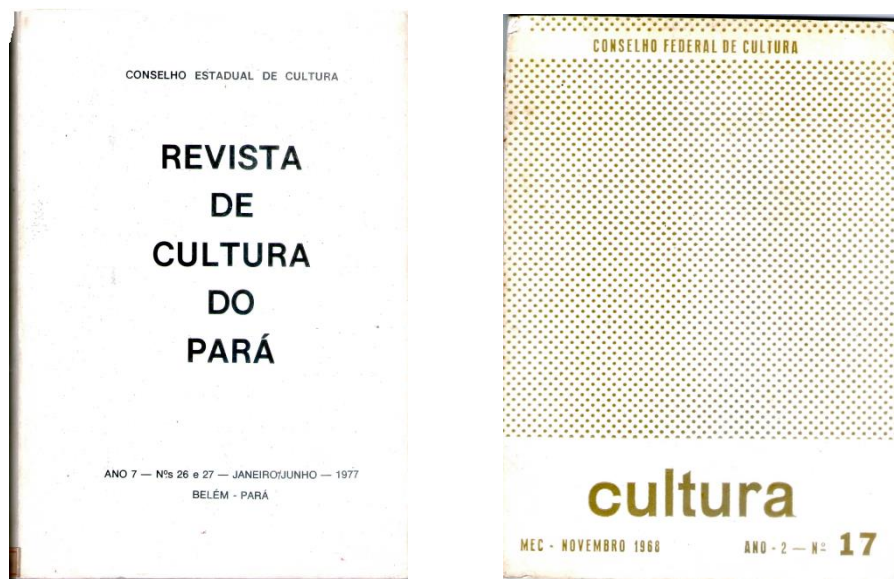 CONSELHO ESTADUAL DE CULTURA
REVISTA
DE
CULTURA
DO
PARÁ
ANO 7 — Nºs 26 e 27 — JANEIRO/JUNHO — 1977
BELÉM - PARÁ
CONSELHO FEDERAL DE CULTURA
cultura
MEC - NOVEMBRO 1968 ANO - 2 — Nº 17